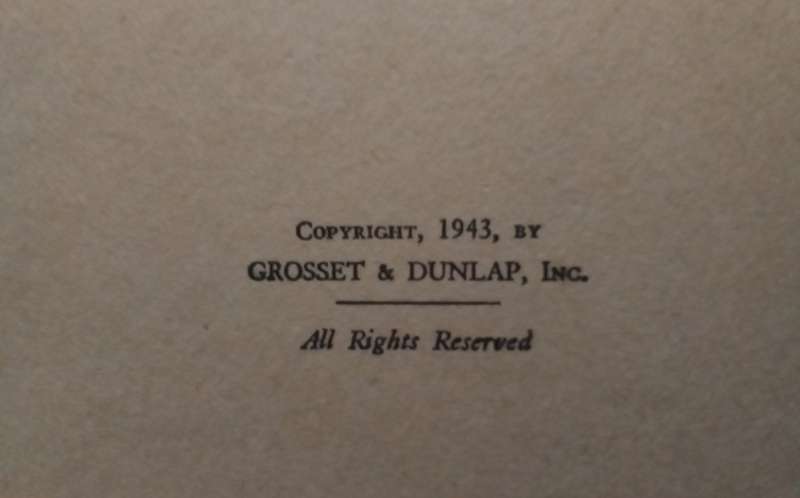 COPYRIGHT, 1943, BY
GROSSET & DUNLAP, INC.
All Rights Reserved